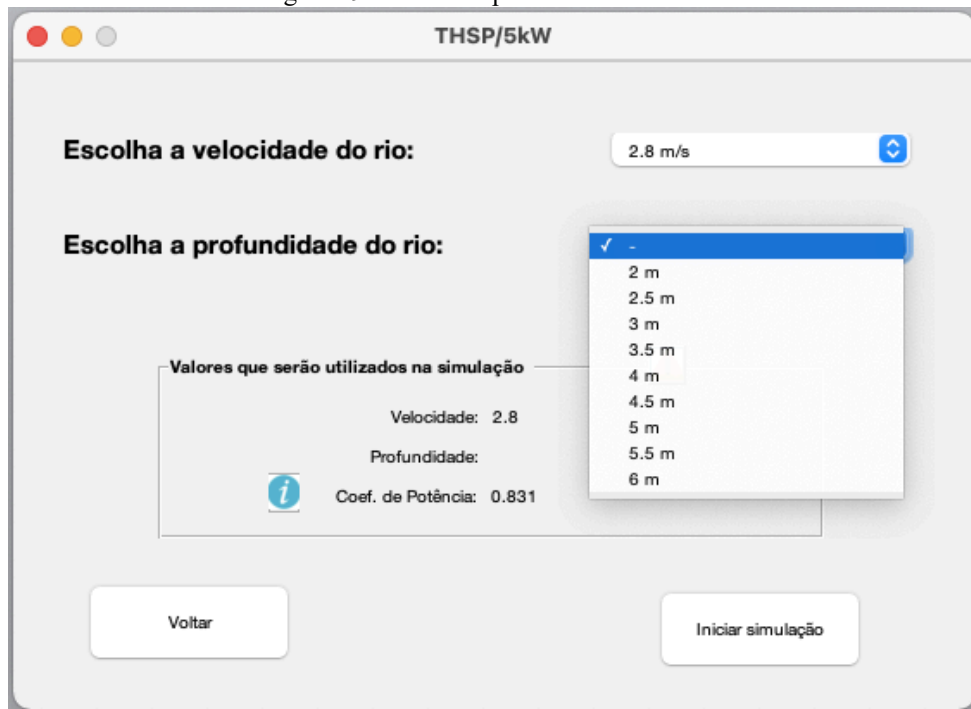 THSP/5kW
Escolha a velocidade do rio:
2.8 m/s
Escolha a profundidade do rio:
✓ -
2 m
2.5 m
3 m
3.5 m
4 m
4.5 m
5 m
5.5 m
6 m
Valores que serão utilizados na simulação
Velocidade: 2.8
Profundidade:
i Coef. de Potência: 0.831
Voltar
Iniciar simulação